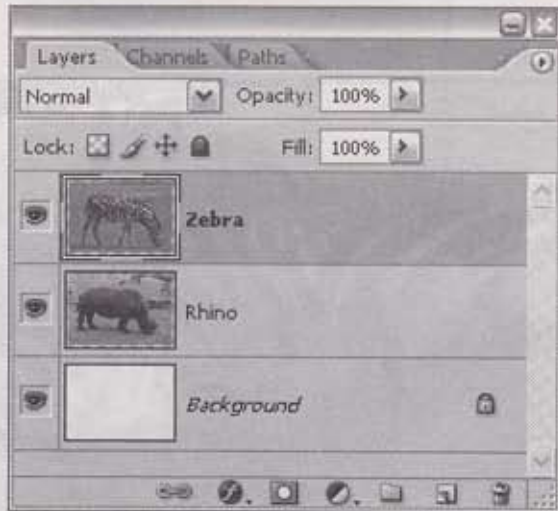 Layers Channels Paths
Normal Opacity: 100%
Lock: Fill: 100%
Zebra
Rhino
Background